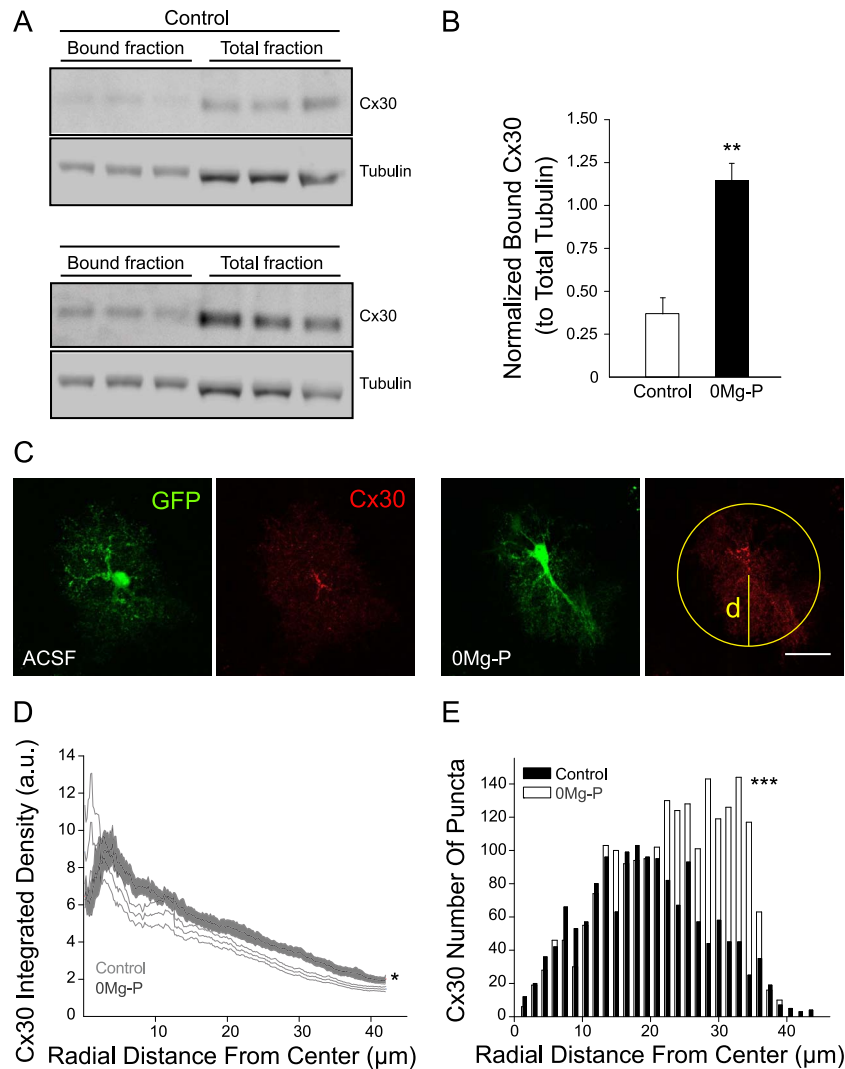 A
Control
Bound fraction Total fraction
Cx30
Tubulin
Bound fraction Total fraction
Cx30
Tubulin
B
Normalized Bound Cx30
(to Total Tubulin)
1.50
1.25
1.00
0.75
0.50
0.25
0
**
Control 0Mg-P
C
GFP
ACSF
Cx30
0Mg-P
d
D
Cx30 Integrated Density (a.u.)
14
12
10
8
6
4
2
0
Control
0Mg-P
*
10 20 30 40
Radial Distance From Center (µm)
E
Cx30 Number Of Puncta
140
120
100
80
60
40
20
0
Control
0Mg-P
***
0 10 20 30 40
Radial Distance From Center (µm)